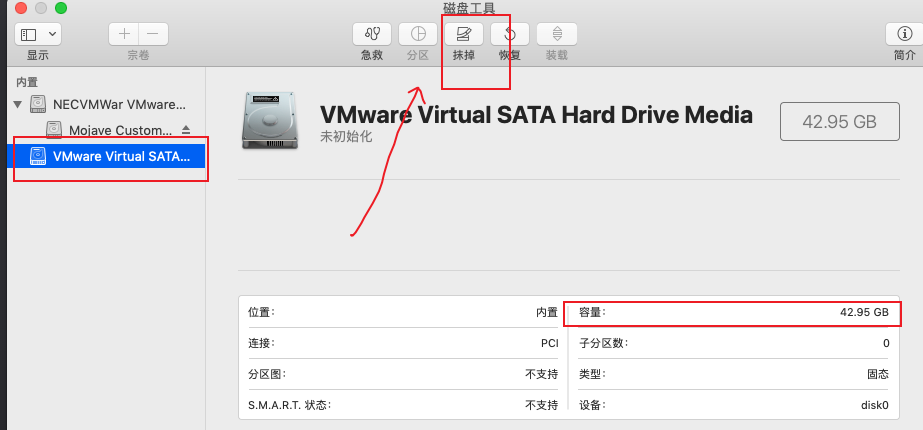 磁盘工具
显示
宗卷
急救
分区
抹掉
恢复
装载
简介
内置
NECVMWar VMware...
Mojave Custom...
VMware Virtual SATA...
VMware Virtual SATA Hard Drive Media
未初始化
42.95 GB
位置: 内置
容量: 42.95 GB
连接: PCI
子分区数: 0
分区图: 不支持
类型: 固态
S.M.A.R.T. 状态: 不支持
设备: disk0